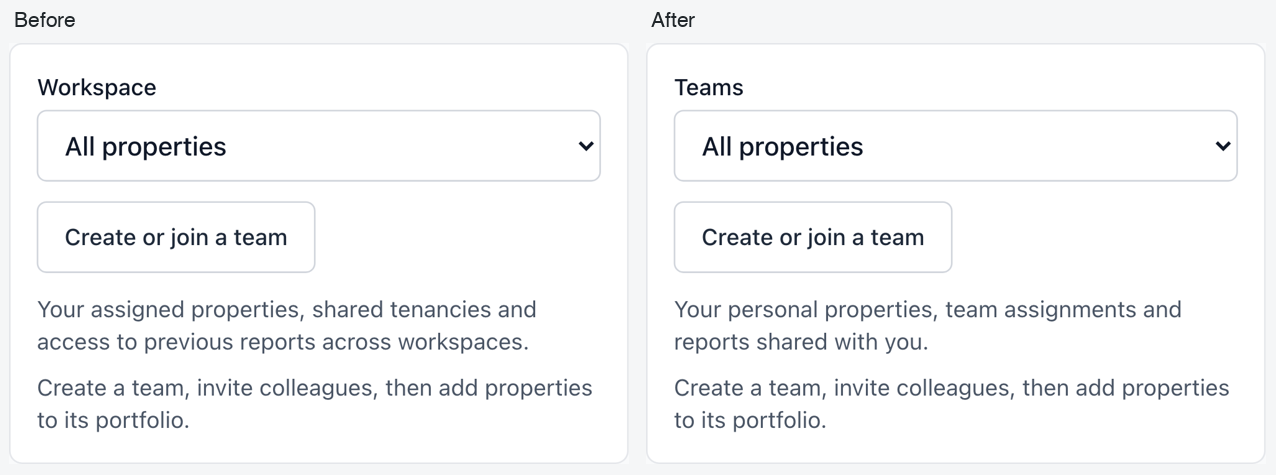 Before
Workspace
All properties
Create or join a team
Your assigned properties, shared tenancies and
access to previous reports across workspaces.
Create a team, invite colleagues, then add properties
to its portfolio.
After
Teams
All properties
Create or join a team
Your personal properties, team assignments and
reports shared with you.
Create a team, invite colleagues, then add properties
to its portfolio.